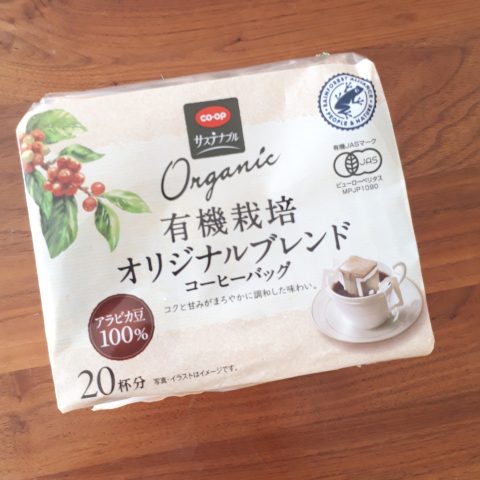 co·op
サステナブル
Organic
有機栽培
オリジナルブレンド
コーヒーバッグ
コクと甘みがまろやかに調和した味わい。
アラビカ豆
100%
20杯分
写真・イラストはイメージです。
RAINFOREST ALLIANCE
PEOPLE & NATURE
有機JASマーク
JAS
ビューローベリタス
MPJP1090